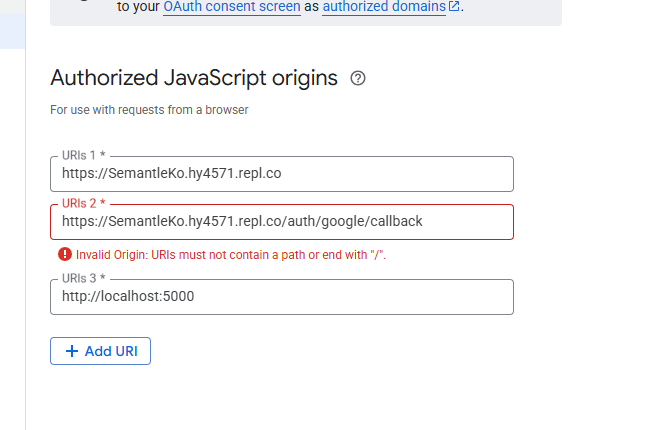 to your OAuth consent screen as authorized domains.
Authorized JavaScript origins
For use with requests from a browser
URIs 1 *
https://SemantleKo.hy4571.repl.co
URIs 2 *
https://SemantleKo.hy4571.repl.co/auth/google/callback
Invalid Origin: URIs must not contain a path or end with "/".
URIs 3 *
http://localhost:5000
+ Add URI